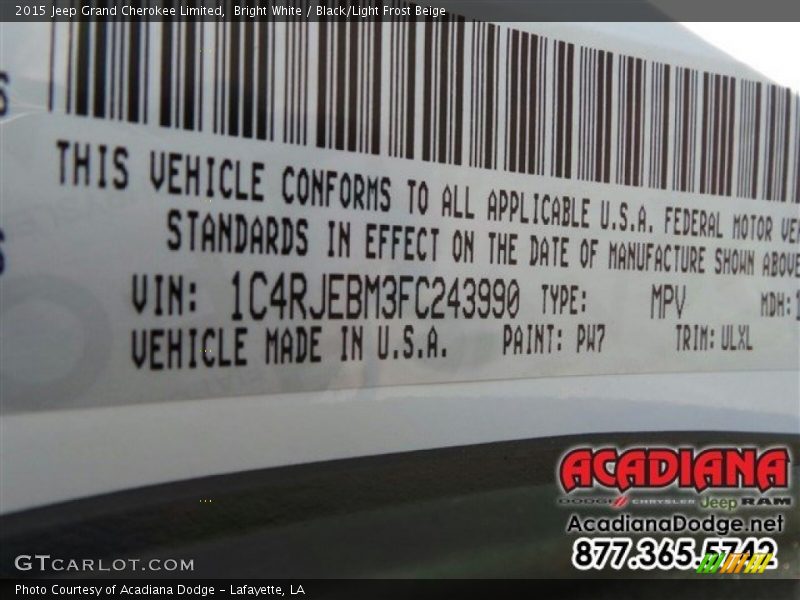 2015 Jeep Grand Cherokee Limited, Bright White / Black/Light Frost Beige
THIS VEHICLE CONFORMS TO ALL APPLICABLE U.S.A. FEDERAL MOTOR
STANDARDS IN EFFECT ON THE DATE OF MANUFACTURE SHOWN ABOVE
VIN: 1C4RJEBM3FC243990 TYPE: MPV MDH:
VEHICLE MADE IN U.S.A. PAINT: PW7 TRIM: ULXL
ACADIANA
DODGE CHRYSLER Jeep RAM
AcadianaDodge.net
877.365.5742
GTCARLOT.COM
Photo Courtesy of Acadiana Dodge - Lafayette, LA